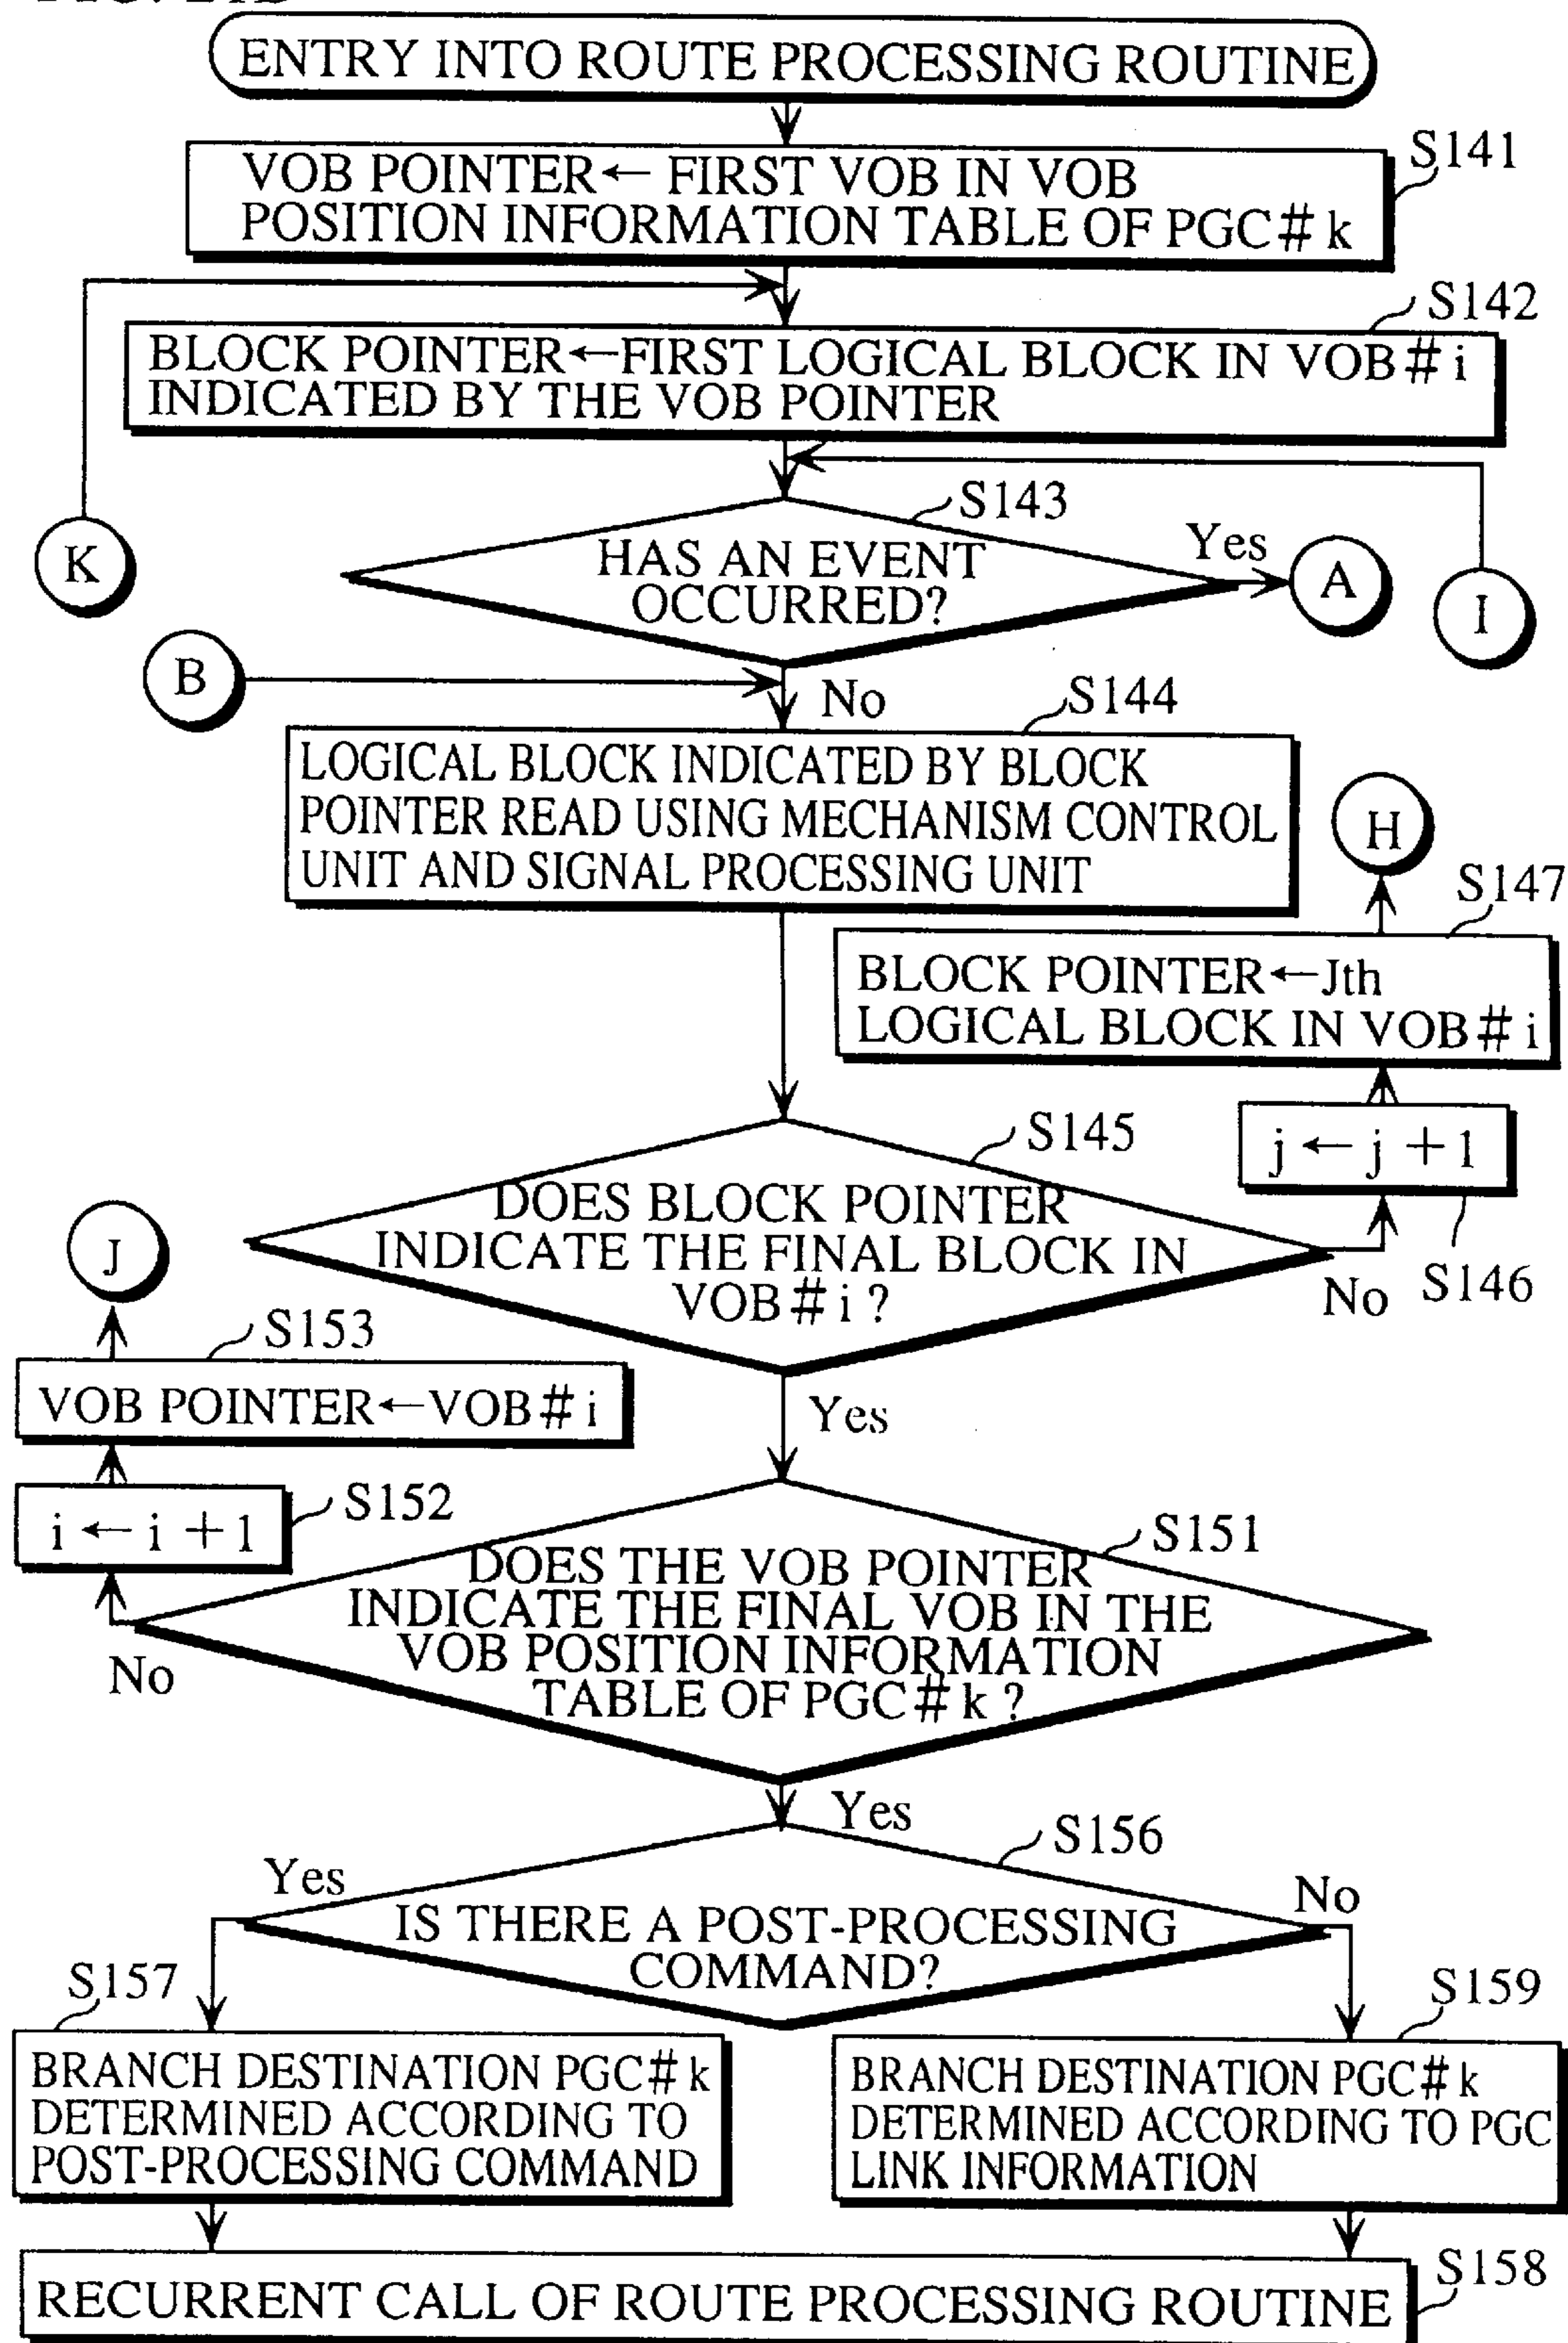 ENTRY INTO ROUTE PROCESSING ROUTINE
S141
VOB POINTER← FIRST VOB IN VOB
POSITION INFORMATION TABLE OF PGC# k
S142
BLOCK POINTER←FIRST LOGICAL BLOCK IN VOB# i
INDICATED BY THE VOB POINTER
S143
K
HAS AN EVENT
OCCURRED?
Yes
A
I
B
No
S144
LOGICAL BLOCK INDICATED BY BLOCK
POINTER READ USING MECHANISM CONTROL
UNIT AND SIGNAL PROCESSING UNIT
H
S147
BLOCK POINTER←Jth
LOGICAL BLOCK IN VOB# i
S145
j ← j + 1
S146
DOES BLOCK POINTER
INDICATE THE FINAL BLOCK IN
VOB# i ?
No
J
S153
VOB POINTER←VOB# i
Yes
S152
i ← i + 1
S151
DOES THE VOB POINTER
INDICATE THE FINAL VOB IN THE
VOB POSITION INFORMATION
TABLE OF PGC# k ?
No
Yes
S156
Yes
IS THERE A POST-PROCESSING
COMMAND?
No
S157
BRANCH DESTINATION PGC# k
DETERMINED ACCORDING TO
POST-PROCESSING COMMAND
S159
BRANCH DESTINATION PGC# k
DETERMINED ACCORDING TO PGC
LINK INFORMATION
S158
RECURRENT CALL OF ROUTE PROCESSING ROUTINE